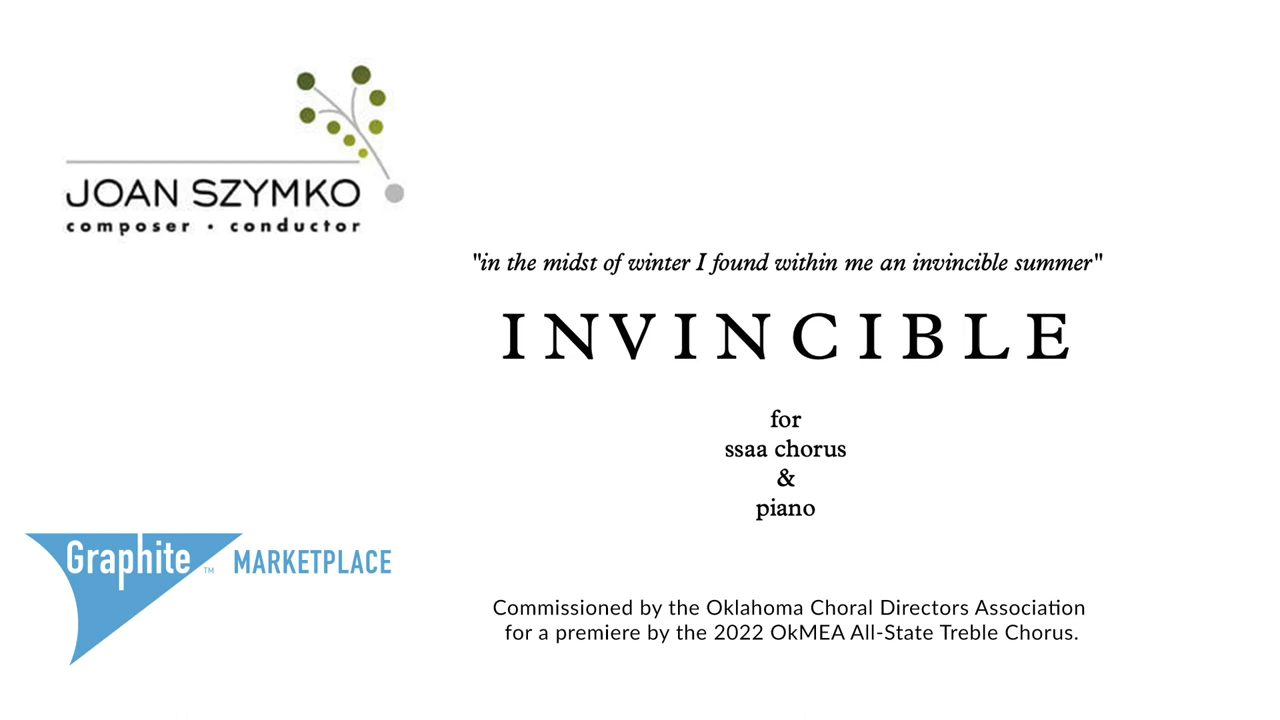 JOAN SZYMKO
composer • conductor
"in the midst of winter I found within me an invincible summer"
INVINCIBLE
for
ssaa chorus
&
piano
Graphite™ MARKETPLACE
Commissioned by the Oklahoma Choral Directors Association
for a premiere by the 2022 OkMEA All-State Treble Chorus.